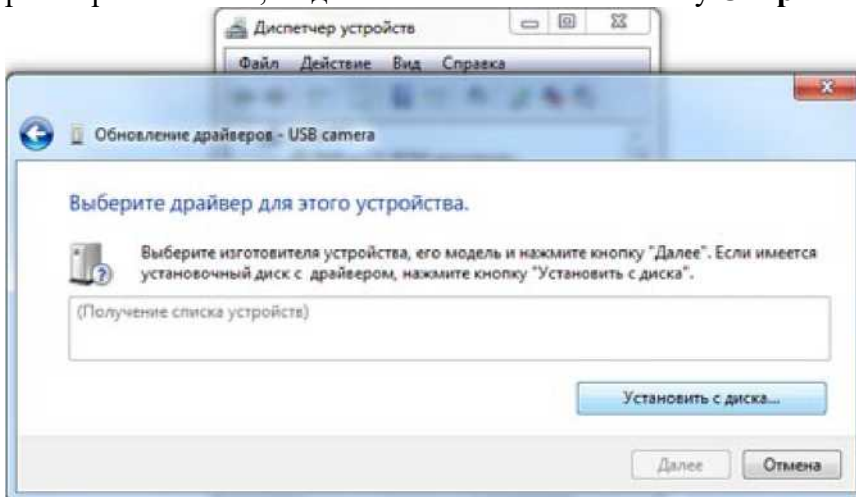 Диспетчер устройств
Файл Действие Вид Справка
Обновление драйверов - USB camera
Выберите драйвер для этого устройства.
Выберите изготовителя устройства, его модель и нажмите кнопку "Далее". Если имеется
установочный диск с драйвером, нажмите кнопку "Установить с диска".
(Получение списка устройств)
Установить с диска...
Далее Отмена